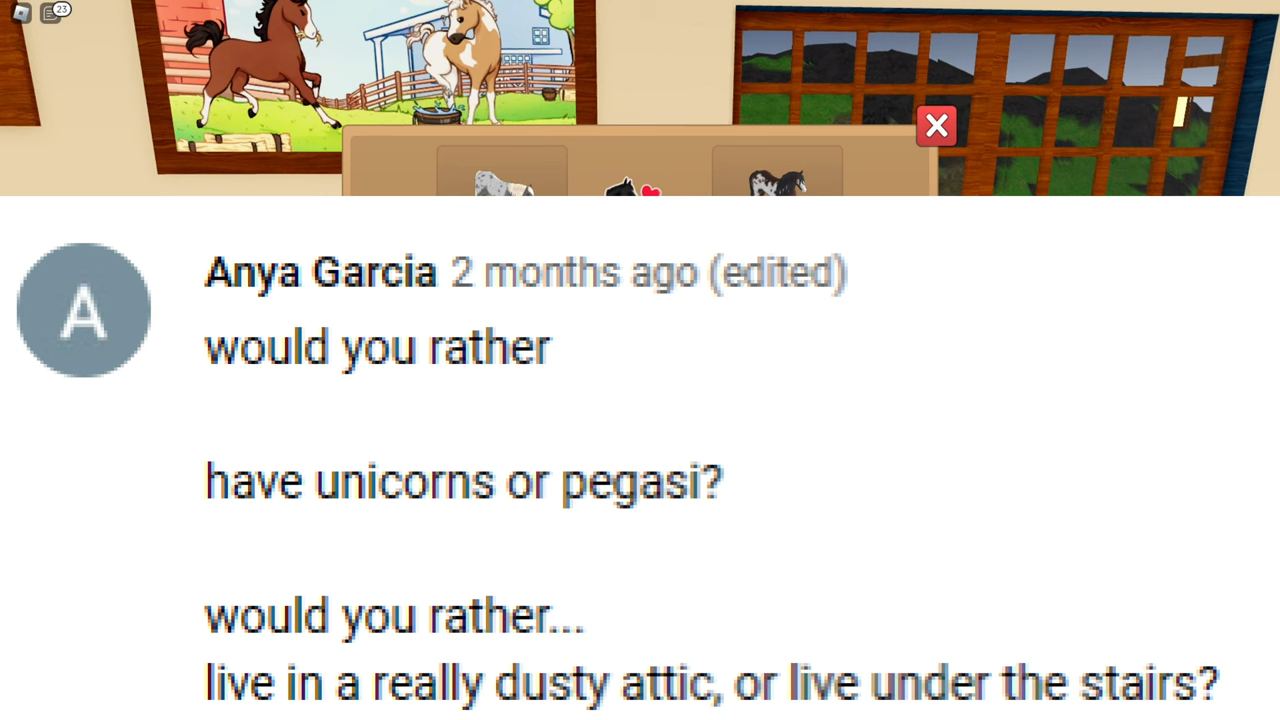 23
A
Anya Garcia 2 months ago (edited)
would you rather
have unicorns or pegasi?
would you rather...
live in a really dusty attic, or live under the stairs?